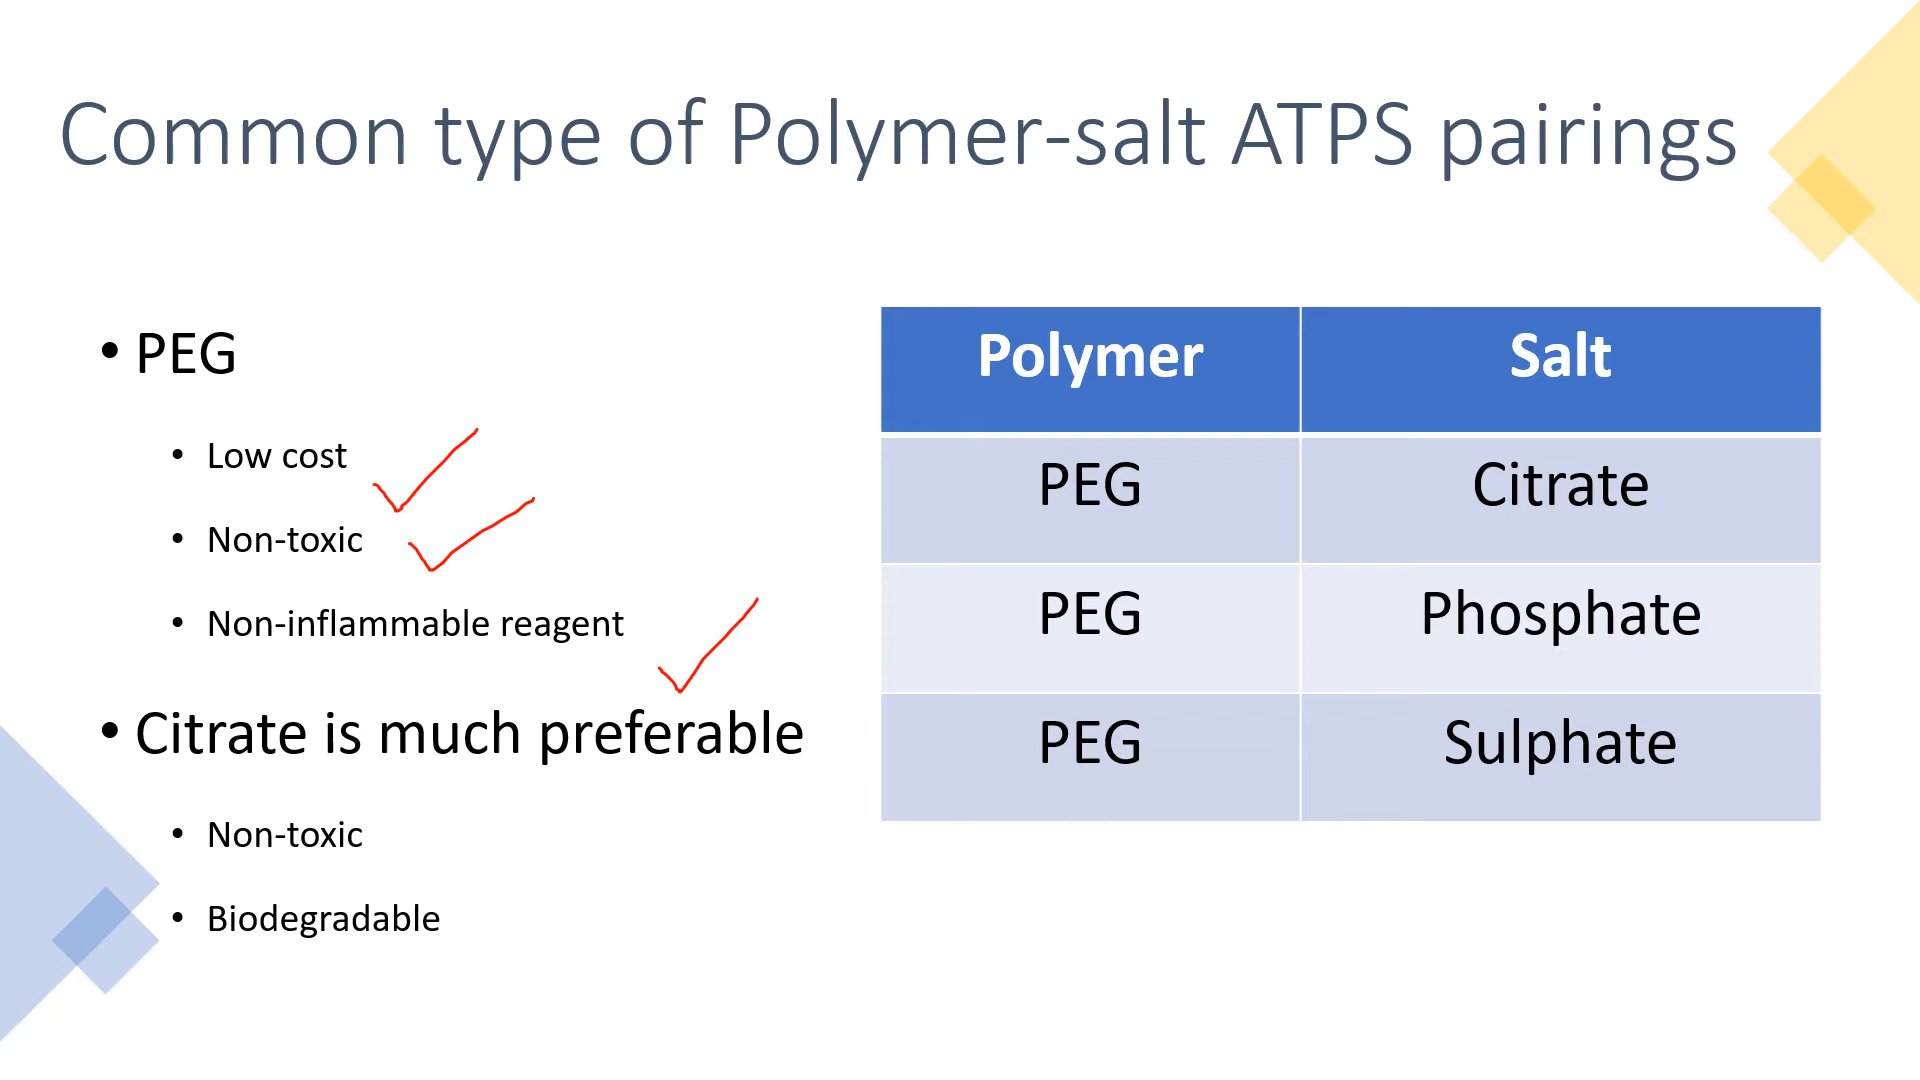 Common type of Polymer-salt ATPS pairings
• PEG
• Low cost
• Non-toxic
• Non-inflammable reagent
• Citrate is much preferable
• Non-toxic
• Biodegradable
Polymer Salt
PEG Citrate
PEG Phosphate
PEG Sulphate